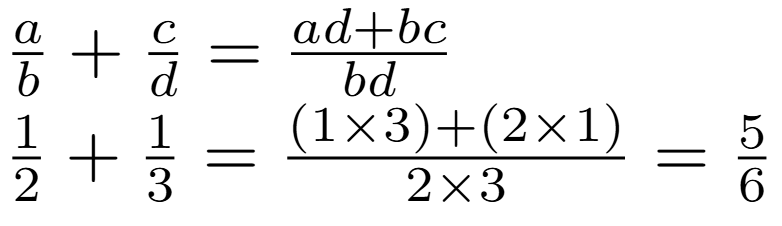 a/b + c/d = ad+bc/bd
1/2 + 1/3 = (1×3)+(2×1)/2×3 = 5/6